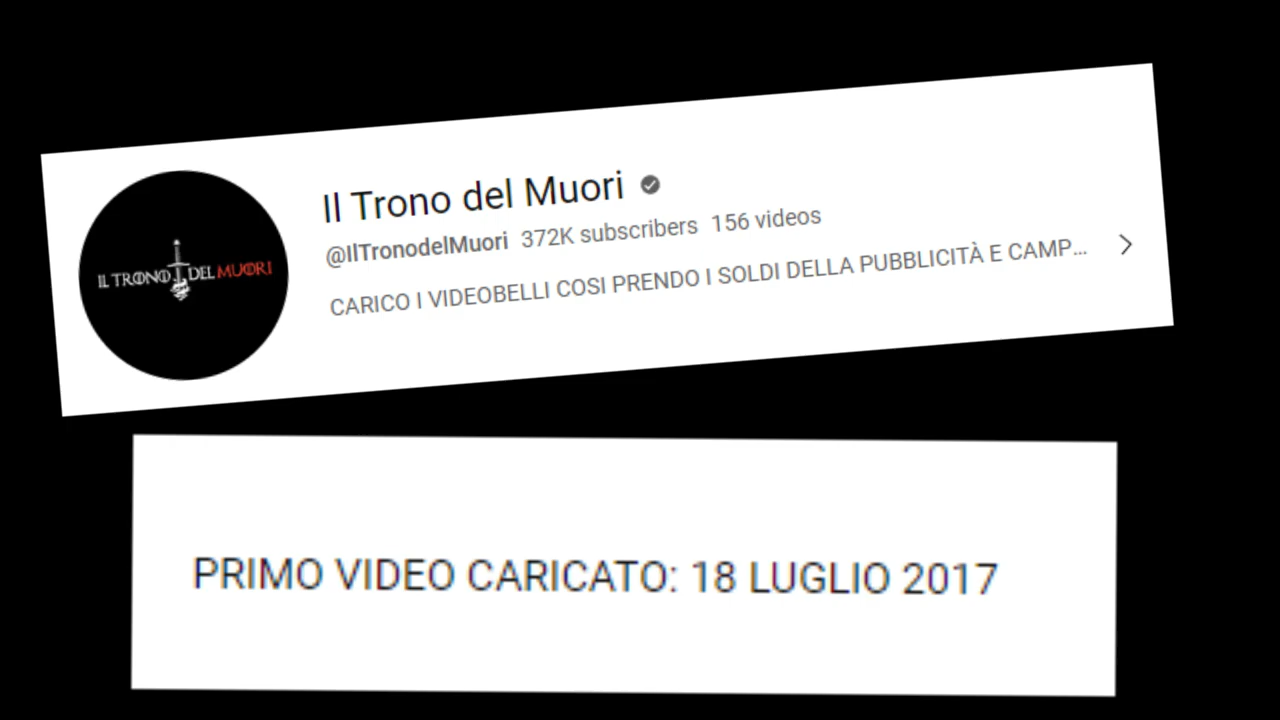 IL TRONO DEL MUORI
Il Trono del Muori
@IlTronodelMuori 372K subscribers 156 videos
CARICO I VIDEOBELLI COSI PRENDO I SOLDI DELLA PUBBLICITÀ E CAMP...
PRIMO VIDEO CARICATO: 18 LUGLIO 2017